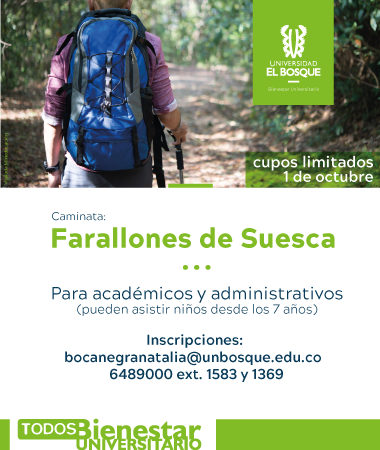 UNIVERSIDAD
EL BOSQUE
Bienestar Universitario
cupos limitados
1 de octubre
Caminata:
Farallones de Suesca
...
Para académicos y administrativos
(pueden asistir niños desde los 7 años)
Inscripciones:
bocanegranatalia@unbosque.edu.co
6489000 ext. 1583 y 1369
TODOS Bienestar
UNIVERSITARIO